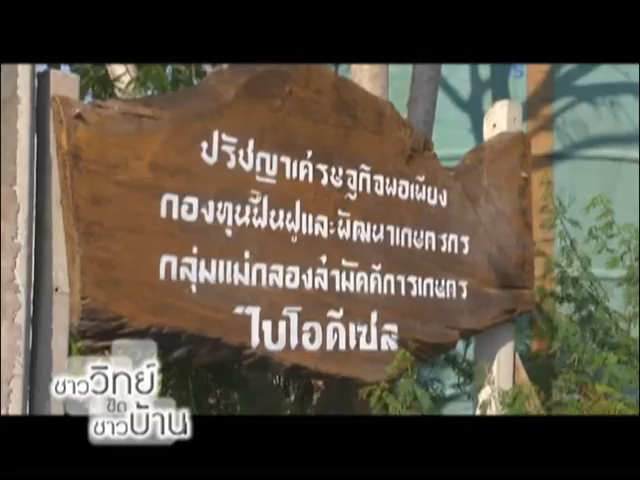 ปรัชญาเศรษฐกิจพอเพียง
กองทุนฟื้นฟูและพัฒนาเกษตรกร
กลุ่มแม่กลองสามัคคีการเกษตร
ไบโอดีเซล
ชาววิทย์
ชิด
ชาวบ้าน